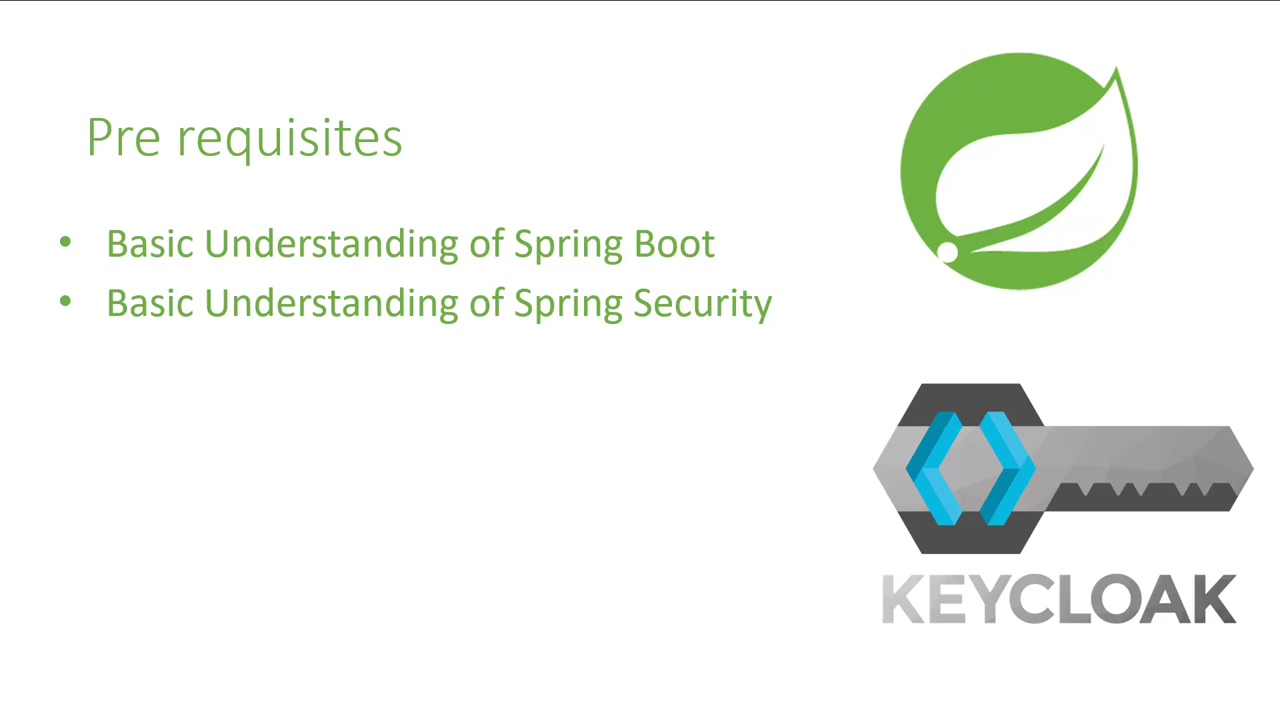 Pre requisites
• Basic Understanding of Spring Boot
• Basic Understanding of Spring Security
KEYCLOAK